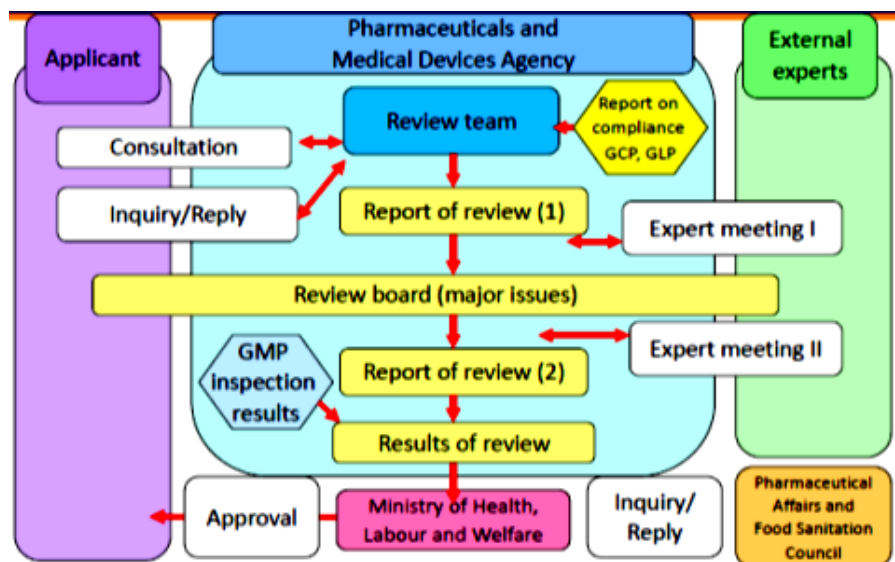 Applicant
Pharmaceuticals and
Medical Devices Agency
External
experts
Review team
Report on
compliance
GCP, GLP
Consultation
Inquiry/Reply
Report of review (1)
Expert meeting I
Review board (major issues)
GMP
inspection
results
Report of review (2)
Expert meeting II
Results of review
Approval
Ministry of Health,
Labour and Welfare
Inquiry/
Reply
Pharmaceutical
Affairs and
Food Sanitation
Council